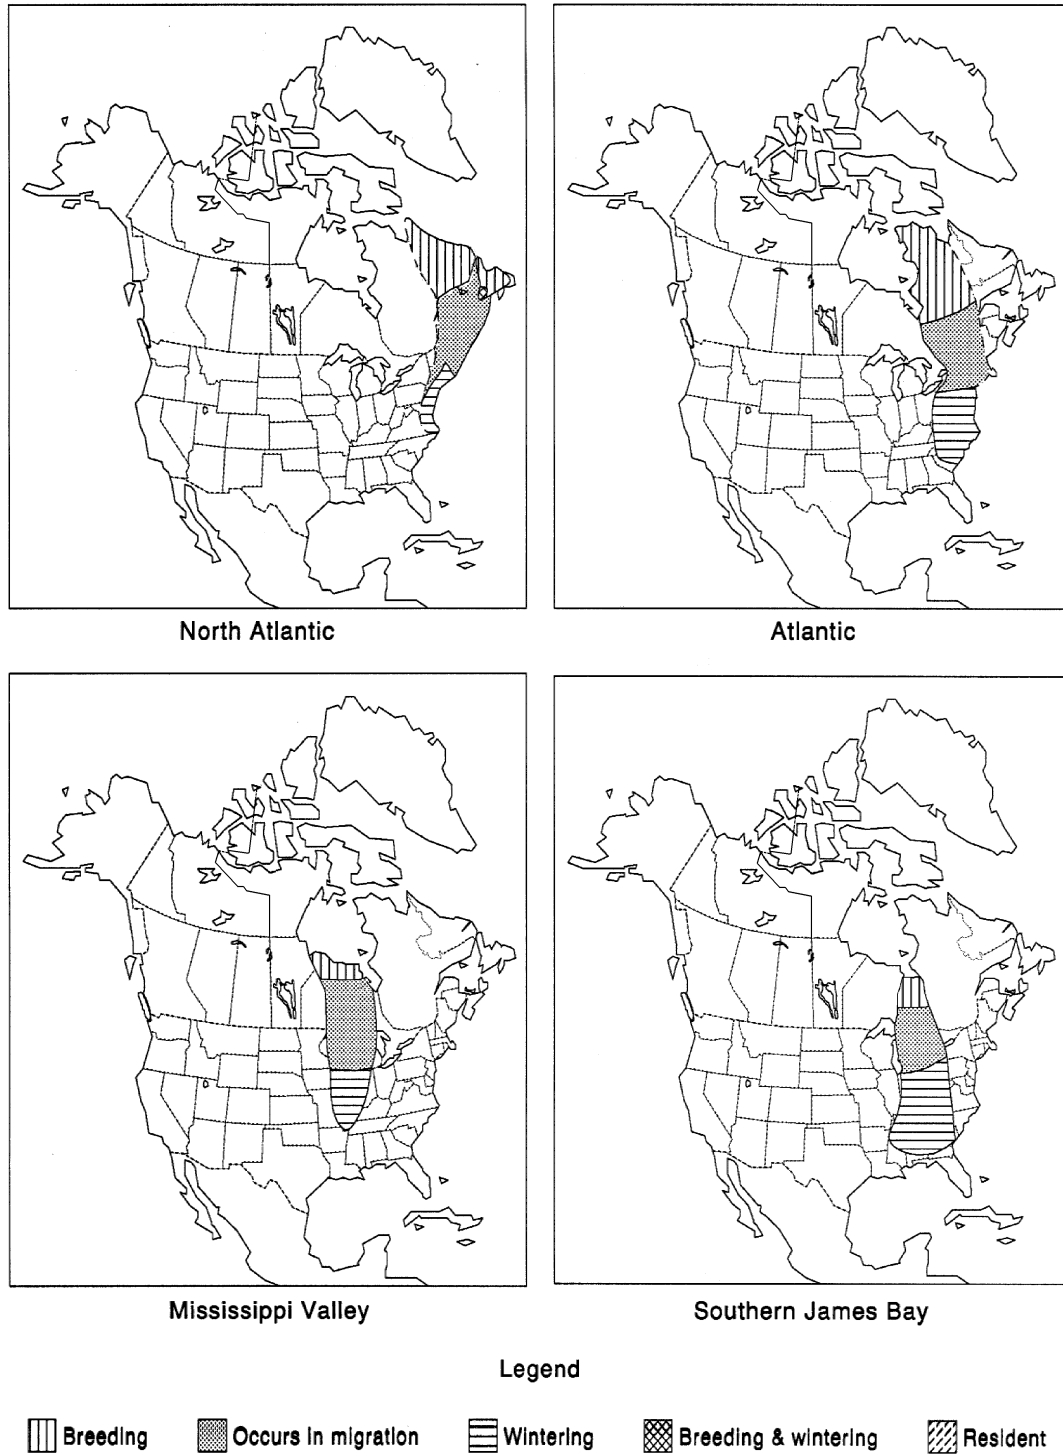 North Atlantic
Atlantic
Mississippi Valley
Southern James Bay
Legend
Breeding
Occurs in migration
Wintering
Breeding & wintering
Resident